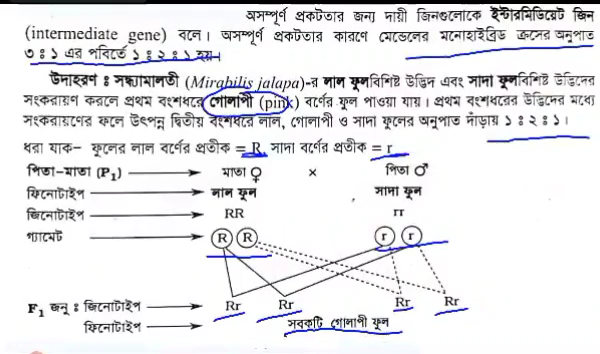 অসম্পূর্ণ প্রকটতার জন্য দায়ী জিনগুলোকে ইন্টারমিডিয়েট জিন
(intermediate gene) বলে। অসম্পূর্ণ প্রকটতার কারণে মেন্ডেলের মনোহাইব্রিড ক্রসের অনুপাত
৩ ঃ ১ এর পরিবর্তে ১ ঃ ২ ঃ ১ হয়।
উদাহরণ ঃ সন্ধ্যামালতী (Mirabilis jalapa)-র লাল ফুলবিশিষ্ট উদ্ভিদ এবং সাদা ফুলবিশিষ্ট উদ্ভিদের
সংকরায়ণ করলে প্রথম বংশধরে গোলাপী (pink) বর্ণের ফুল পাওয়া যায়। প্রথম বংশধরের উদ্ভিদের মধ্যে
সংকরায়ণের ফলে উৎপন্ন দ্বিতীয় বংশধরে লাল, গোলাপী ও সাদা ফুলের অনুপাত দাঁড়ায় ১ ঃ ২ ঃ ১।
ধরা যাক- ফুলের লাল বর্ণের প্রতীক = R, সাদা বর্ণের প্রতীক = r
পিতা-মাতা (P₁) মাতা ♀ × পিতা ♂
ফিনোটাইপ লাল ফুল সাদা ফুল
জিনোটাইপ RR rr
গ্যামেট R R r r
F₁ জনু ঃ জিনোটাইপ Rr Rr Rr Rr
ফিনোটাইপ সবকটি গোলাপী ফুল